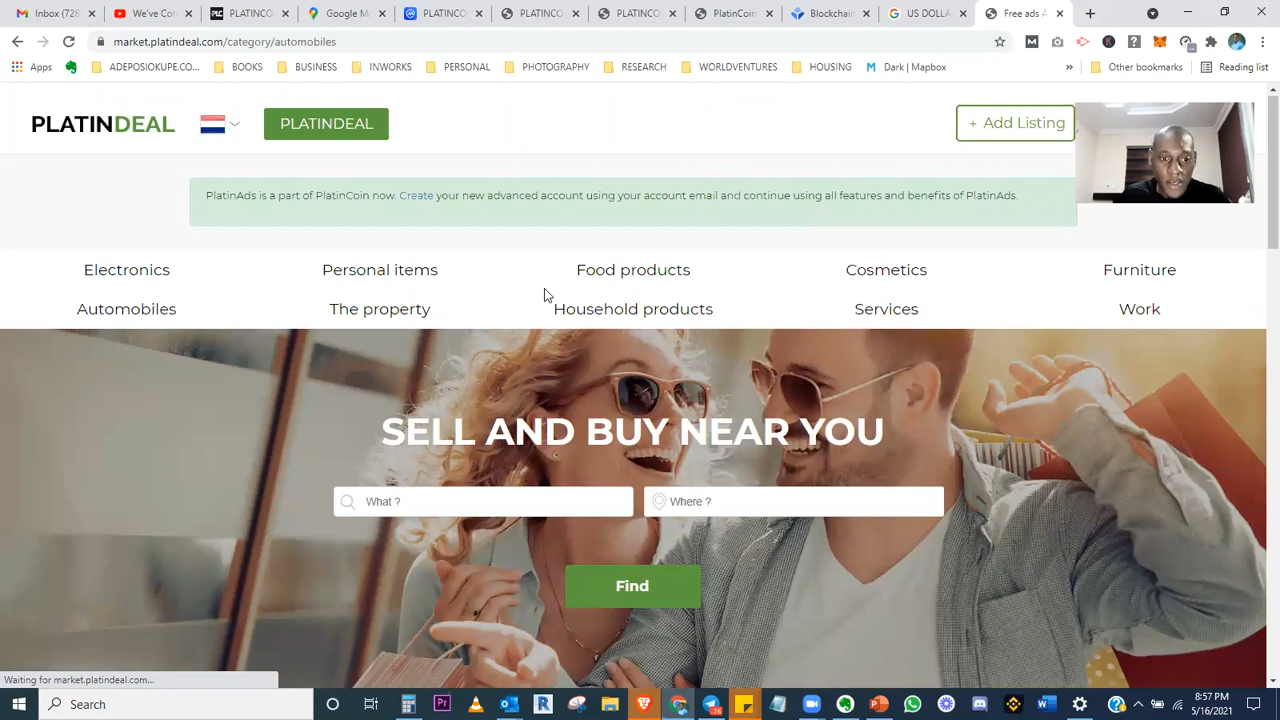 Inbox (728
We've Con
PLC PLATINCO
Google M
PLATINCO
PLATINCO
PLATINCO
PlatinCoin
Blockchain
US DOLLA
Free ads A
market.platindeal.com/category/automobiles
Apps
ADEPOSIOKUPE.CO...
BOOKS
BUSINESS
INWORKS
PERSONAL
PHOTOGRAPHY
RESEARCH
WORLDVENTURES
HOUSING
Dark | Mapbox
»
Other bookmarks
Reading list
PLATINDEAL
PLATINDEAL
+ Add Listing
PlatinAds is a part of PlatinCoin now. Create your new advanced account using your account email and continue using all features and benefits of PlatinAds.
Electronics
Personal items
Food products
Cosmetics
Furniture
Automobiles
The property
Household products
Services
Work
SELL AND BUY NEAR YOU
What ?
Where ?
Find
Waiting for market.platindeal.com...
Search
8:57 PM
5/16/2021